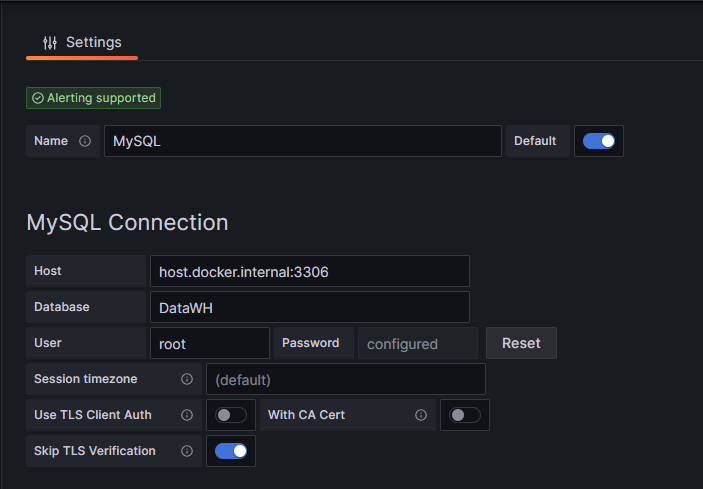 Settings
Alerting supported
Name MySQL Default
MySQL Connection
Host host.docker.internal:3306
Database DataWH
User root Password configured Reset
Session timezone (default)
Use TLS Client Auth With CA Cert
Skip TLS Verification